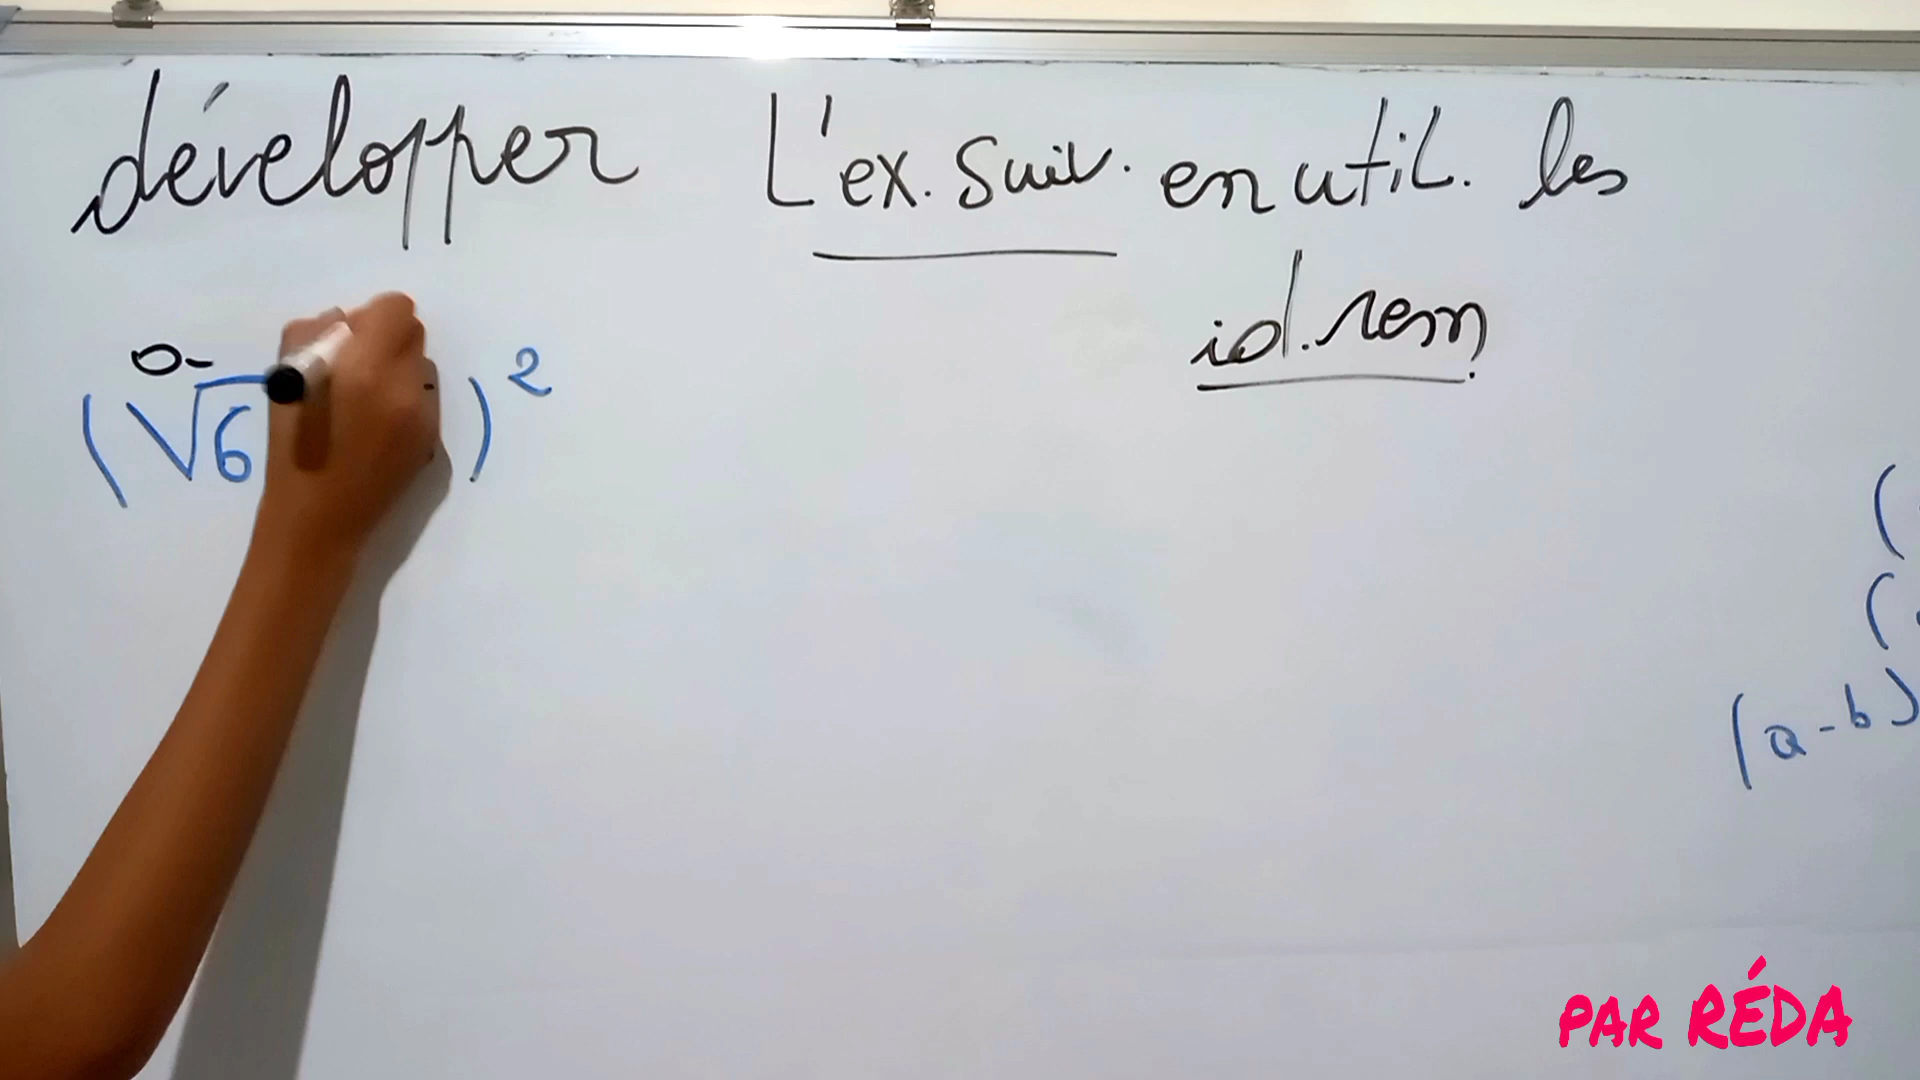 développer L'ex. suiv. en util. les
id. rem.
a
(√6 )²
(
(
(a-b)
PAR RÉDA